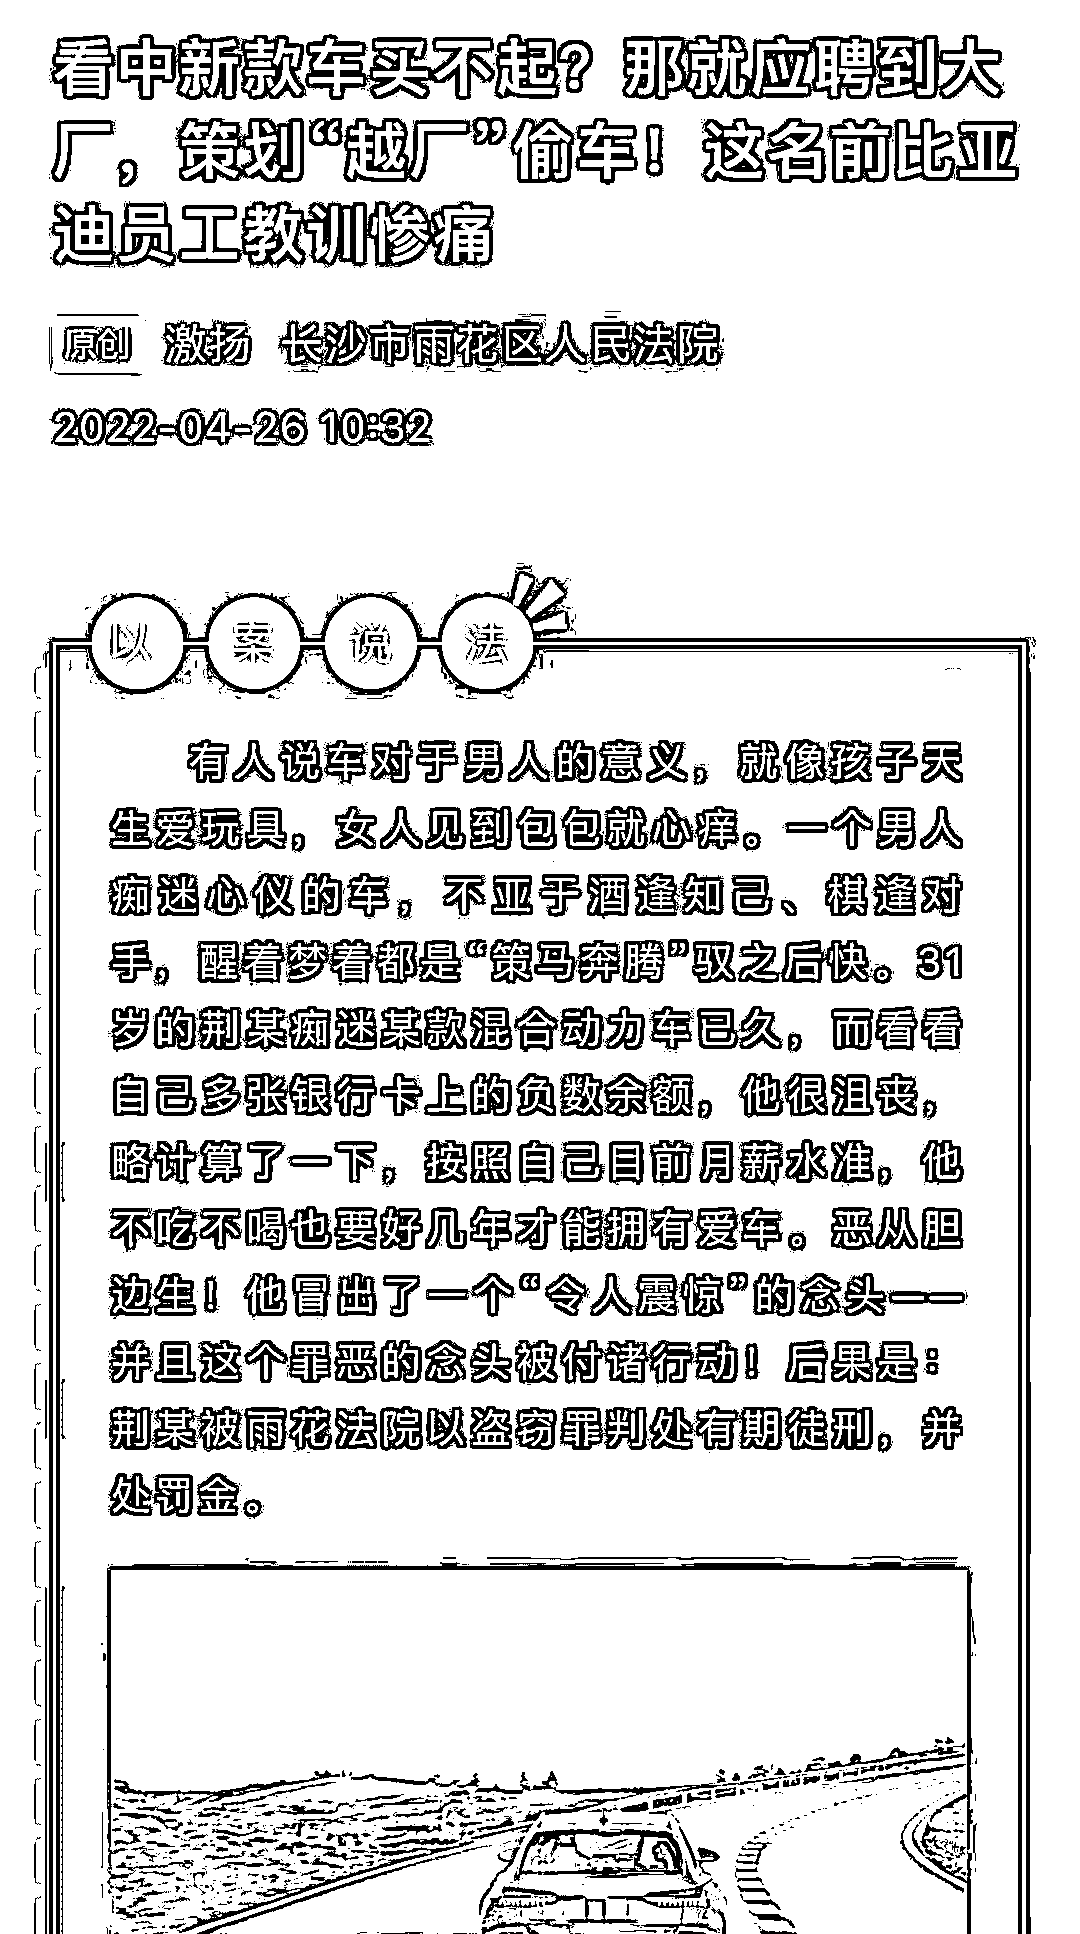 看中新款车买不起？那就应聘到大
厂，策划“越厂”偷车！这名前比亚
迪员工教训惨痛
原创 激扬 长沙市雨花区人民法院
2022-04-26 10:32
以案说法
有人说车对于男人的意义，就像孩子天
生爱玩具，女人见到包包就心痒。一个男人
痴迷心仪的车，不亚于酒逢知己、棋逢对
手，醒着梦着都是“策马奔腾”驭之后快。31
岁的荆某痴迷某款混合动力车已久，而看看
自己多张银行卡上的负数余额，他很沮丧，
略计算了一下，按照自己目前月薪水准，他
不吃不喝也要好几年才能拥有爱车。恶从胆
边生！他冒出了一个“令人震惊”的念头——
并且这个罪恶的念头被付诸行动！后果是：
荆某被雨花法院以盗窃罪判处有期徒刑，并
处罚金。